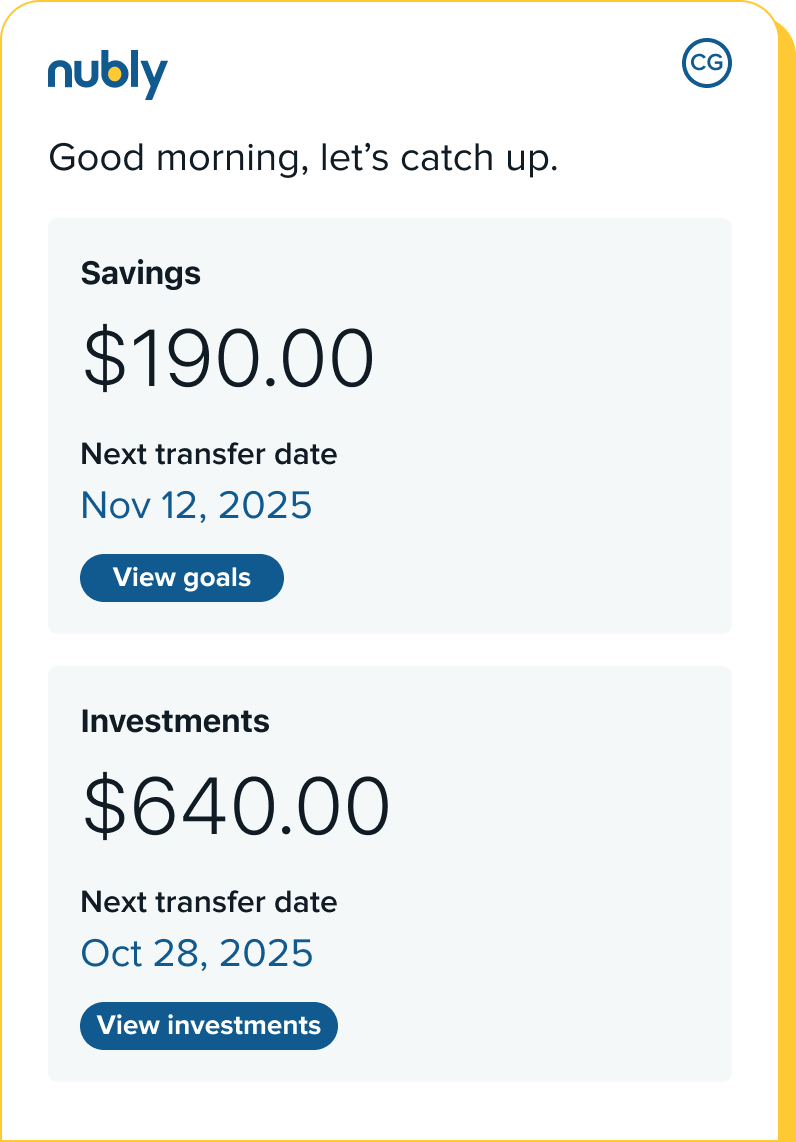 nubly
CG
Good morning, let’s catch up.
Savings
$190.00
Next transfer date
Nov 12, 2025
View goals
Investments
$640.00
Next transfer date
Oct 28, 2025
View investments